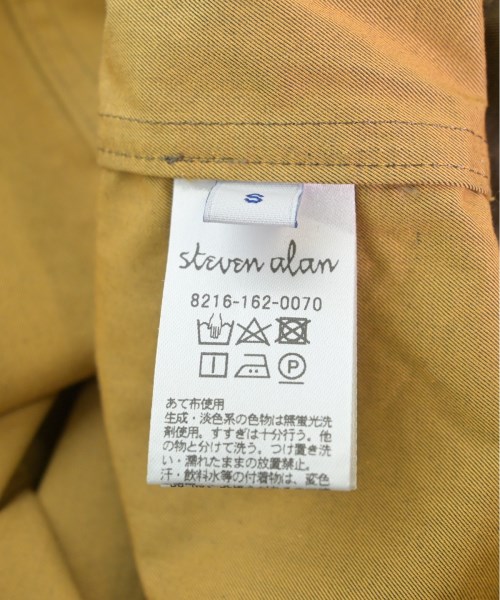 S
steven alan
8216-162-0070
P
あて布使用
生成・淡色系の色物は無蛍光洗
剤使用。すすぎは十分行う。他
の物と分けて洗う。つけ置き洗
い・濡れたままの放置禁止。
汗・飲料水等の付着物は、変色